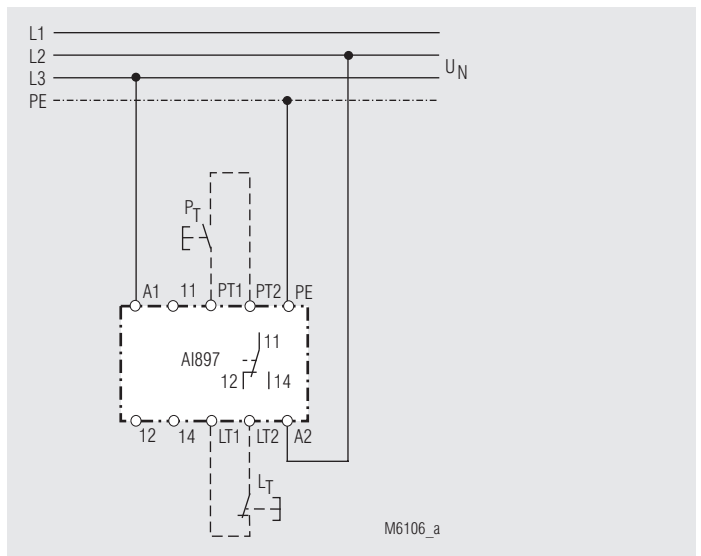 L1
L2
L3
PE
UN
PT
A1 11 PT1 PT2 PE
AI897
11
12 14
12 14 LT1 LT2 A2
LT
M6106_a